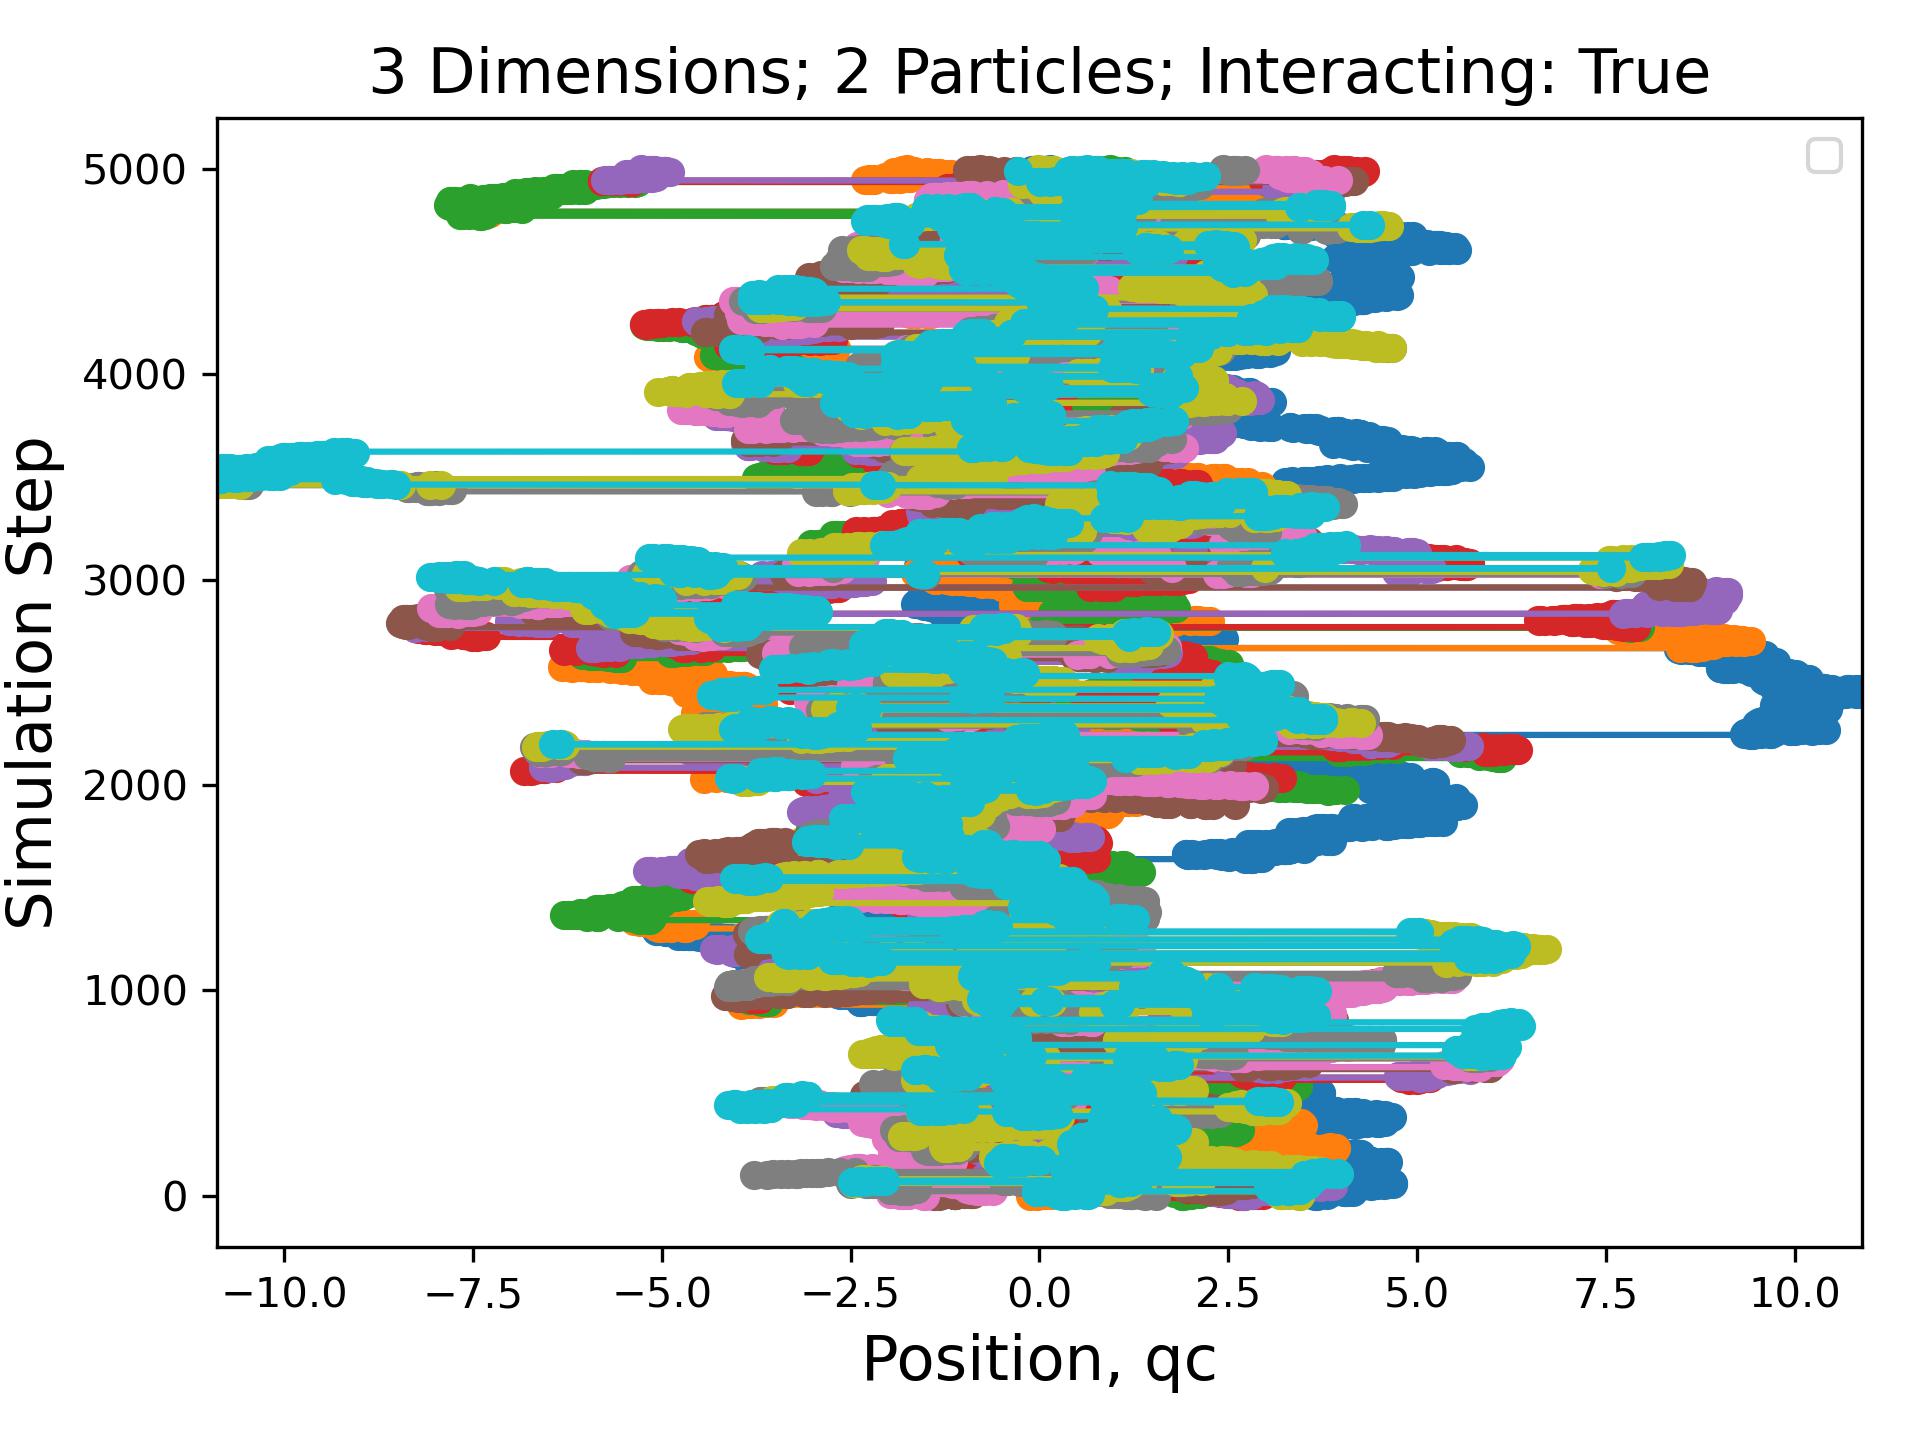 3 Dimensions; 2 Particles; Interacting: True
Simulation Step
5000
4000
3000
2000
1000
0
−10.0 −7.5 −5.0 −2.5 0.0 2.5 5.0 7.5 10.0
Position, qc